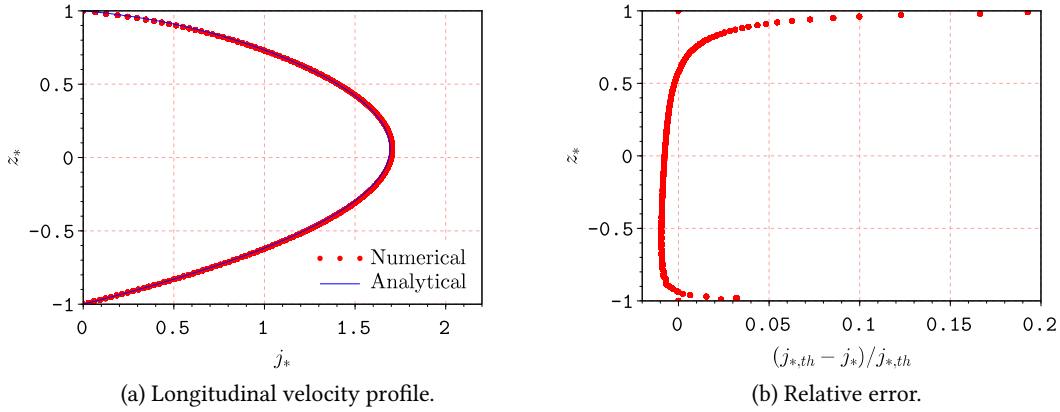 1
0.5
0
−0.5
−1
z*
0
0.5
1
1.5
2
j*
Numerical
Analytical
(a) Longitudinal velocity profile.
1
0.5
0
−0.5
−1
z*
0
0.05
0.1
0.15
0.2
(j*,th − j*)/j*,th
(b) Relative error.